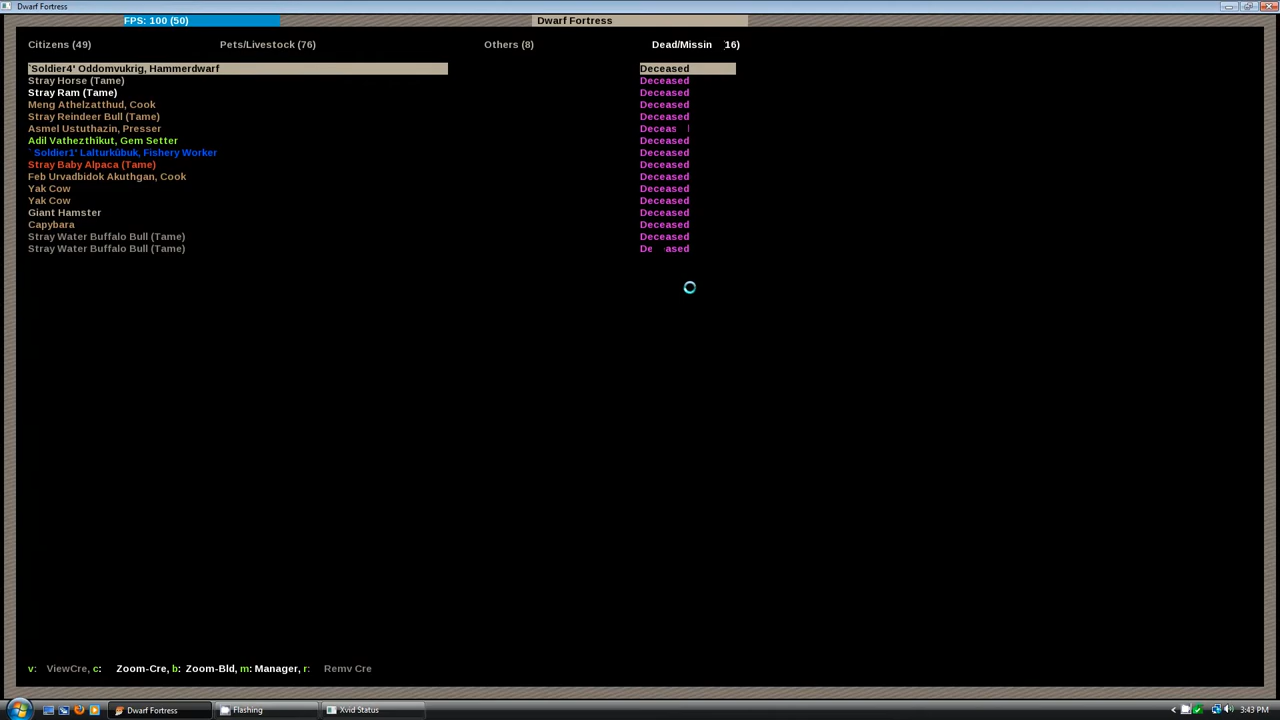 Dwarf Fortress
FPS: 100 (50) Dwarf Fortress
Citizens (49) Pets/Livestock (76) Others (8) Dead/Missin 16)
`Soldier4' Oddomvukrig, Hammerdwarf Deceased
Stray Horse (Tame) Deceased
Stray Ram (Tame) Deceased
Meng Athelzatthud, Cook Deceased
Stray Reindeer Bull (Tame) Deceased
Asmel Ustuthazin, Presser Deceas
Adil Vathezthîkut, Gem Setter Deceased
`Soldier1' Lalturkûbuk, Fishery Worker Deceased
Stray Baby Alpaca (Tame) Deceased
Feb Urvadbidok Akuthgan, Cook Deceased
Yak Cow Deceased
Yak Cow Deceased
Giant Hamster Deceased
Capybara Deceased
Stray Water Buffalo Bull (Tame) Deceased
Stray Water Buffalo Bull (Tame) De ased
v: ViewCre, c: Zoom-Cre, b: Zoom-Bld, m: Manager, r: Remv Cre
Dwarf Fortress Flashing Xvid Status 3:43 PM